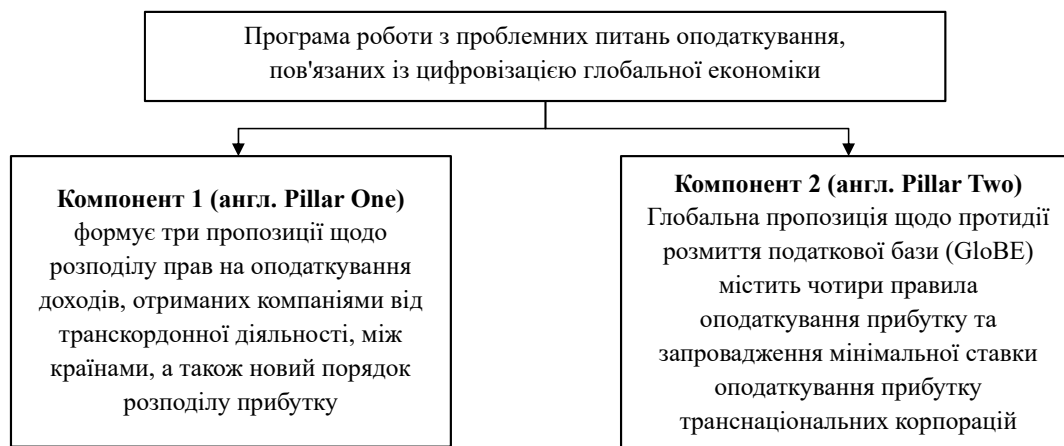 Програма роботи з проблемних питань оподаткування,
пов'язаних із цифровізацією глобальної економіки
Компонент 1 (англ. Pillar One)
формує три пропозиції щодо
розподілу прав на оподаткування
доходів, отриманих компаніями від
транскордонної діяльності, між
країнами, а також новий порядок
розподілу прибутку
Компонент 2 (англ. Pillar Two)
Глобальна пропозиція щодо протидії
розмиття податкової бази (GloBE)
містить чотири правила
оподаткування прибутку та
запровадження мінімальної ставки
оподаткування прибутку
транснаціональних корпорацій